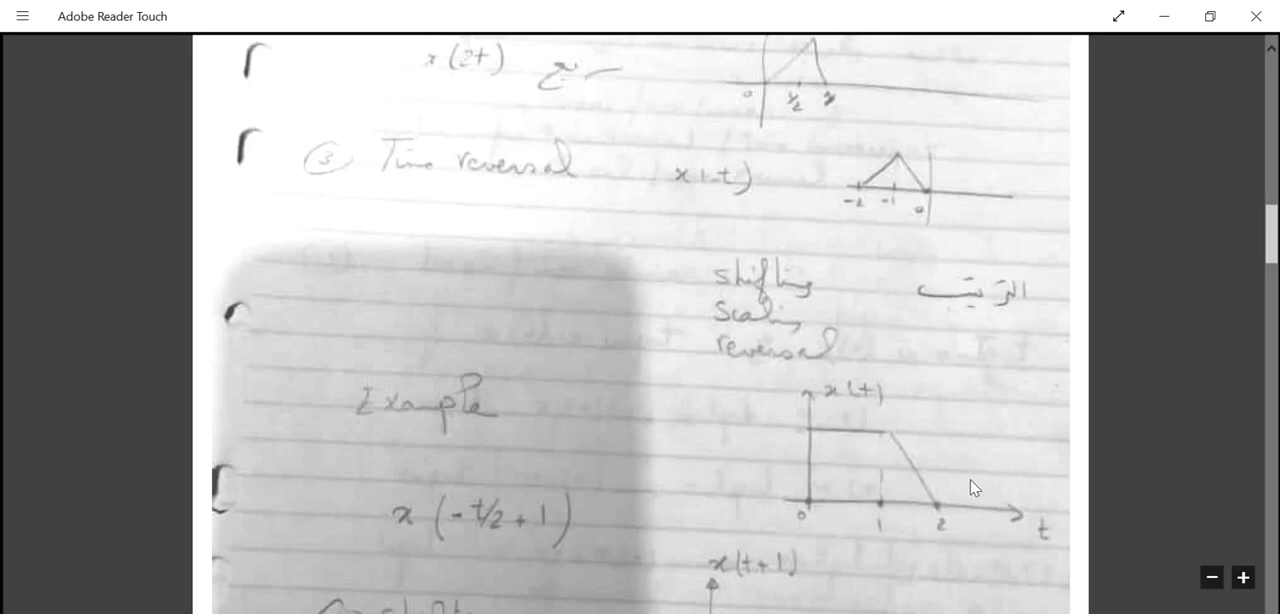 Adobe Reader Touch
x(2t) سريع
0 1/2
③ Time reversal x(-t)
-2 -1 0
shifting الترتيب
scaling
reversal
Example
x(t)
x(-t/2 + 1)
0 1 2 t
x(t+1)